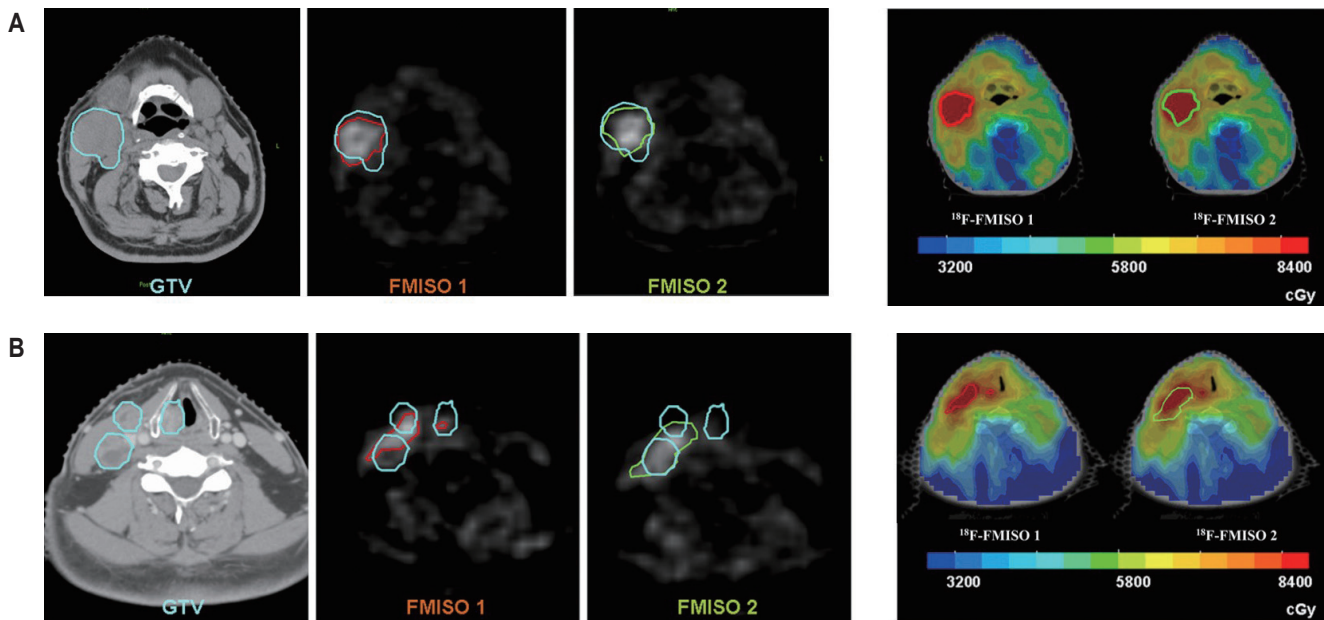 A
GTV
FMISO 1
FMISO 2
L
L
18F-FMISO 1
18F-FMISO 2
3200
5800
8400
cGy
B
GTV
FMISO 1
FMISO 2
18F-FMISO 1
18F-FMISO 2
3200
5800
8400
cGy